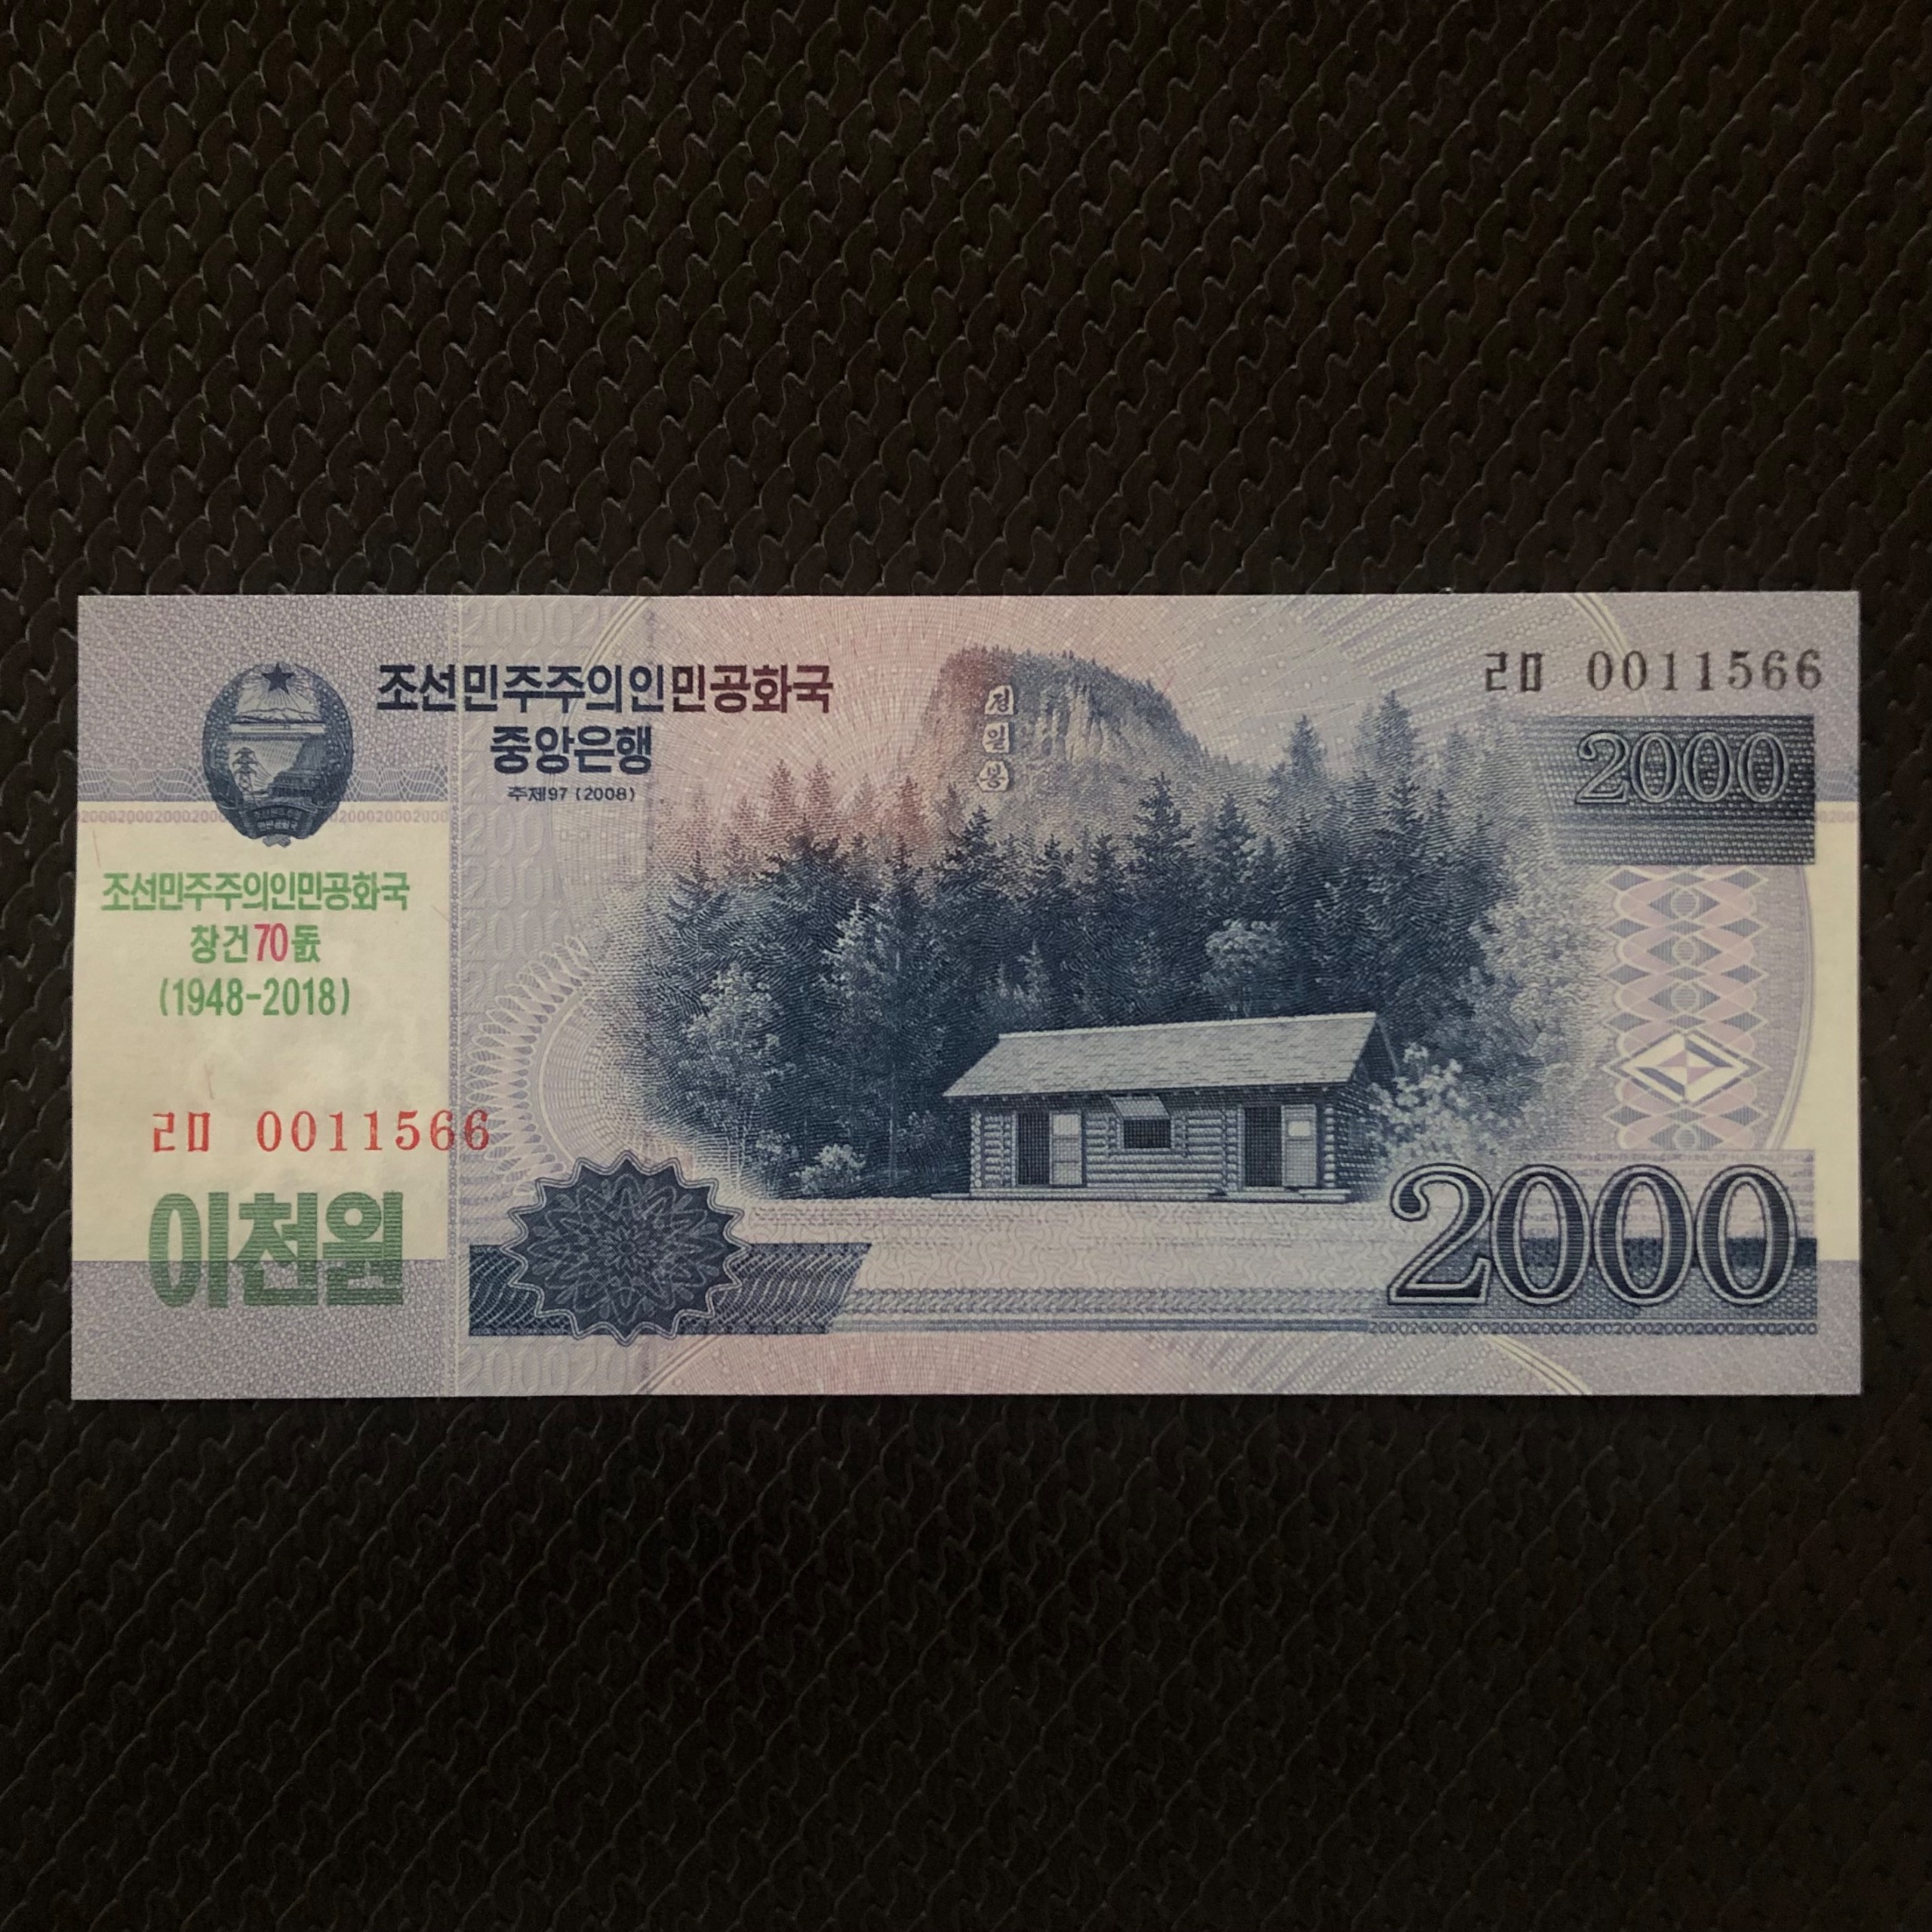 조선민주주의인민공화국
중앙은행
주체97 (2008)
정
일
봉
ㄹㅁ 0011566
2000
조선민주주의인민공화국
창건70돐
(1948-2018)
ㄹㅁ 0011566
이천원
2000